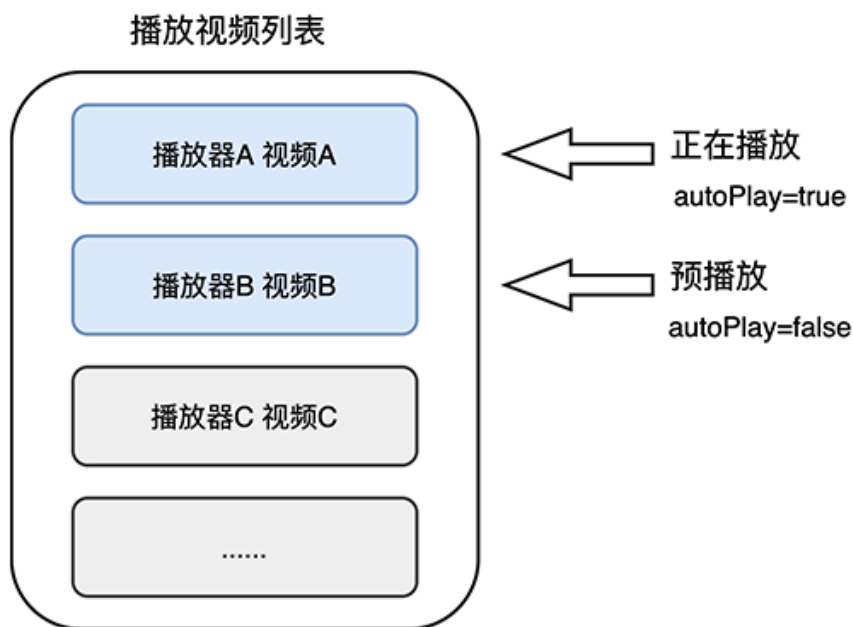 播放视频列表
播放器A 视频A
正在播放
autoPlay=true
播放器B 视频B
预播放
autoPlay=false
播放器C 视频C
......